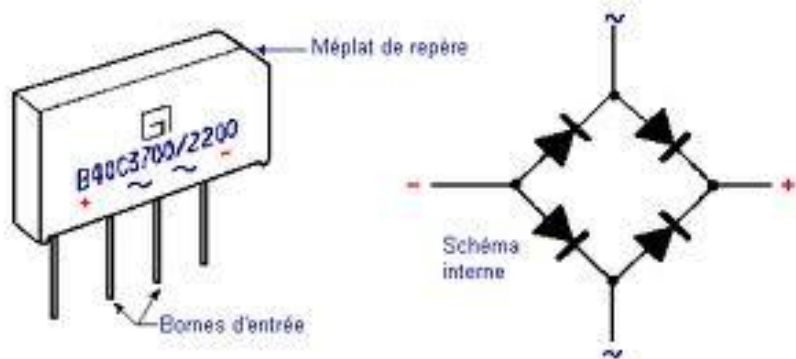 Méplat de repère
B40C3700/2200
+ ~ ~ -
Bornes d'entrée
~
- +
Schéma
interne
~